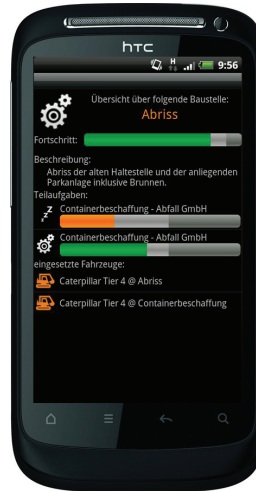 htc
H
9:56
Übersicht über folgende Baustelle:
Abriss
Fortschritt:
Beschreibung:
Abriss der alten Haltestelle und der anliegenden
Parkanlage inklusive Brunnen.
Teilaufgaben:
zzZ
Containerbeschaffung - Abfall GmbH
Containerbeschaffung - Abfall GmbH
eingesetzte Fahrzeuge:
Caterpillar Tier 4 @ Abriss
Caterpillar Tier 4 @ Containerbeschaffung